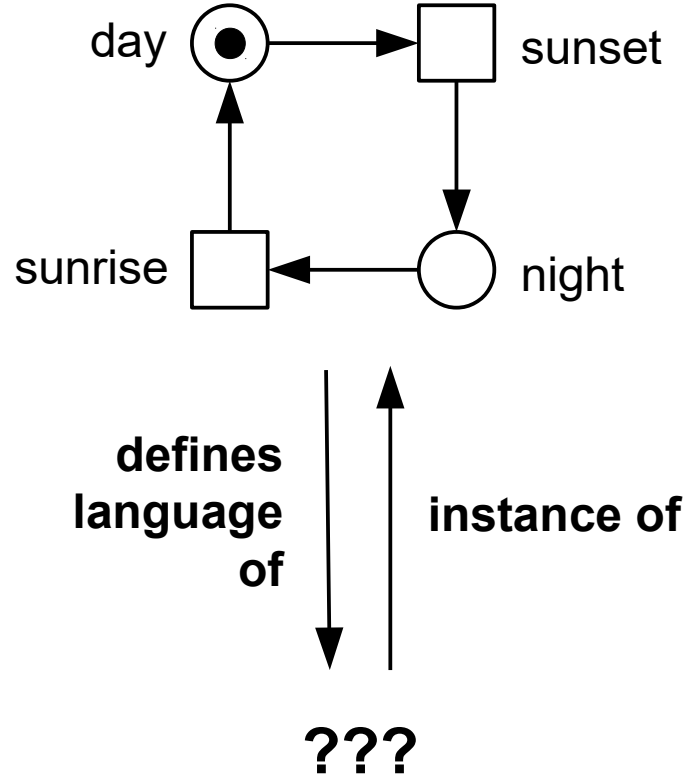 day
sunset
sunrise
night
defines
language
of
instance of
???